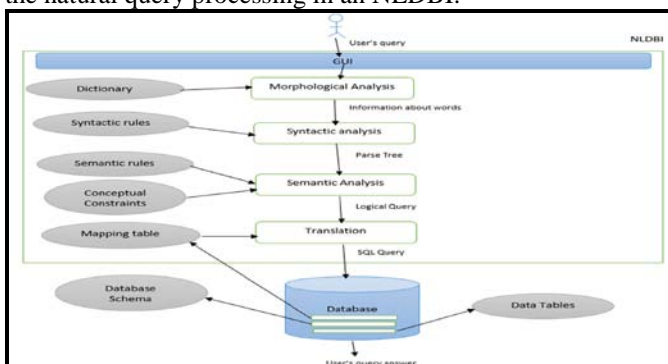 the natural query processing in an NLDBI.
User's query
NLDBI
GUI
Dictionary
Morphological Analysis
Information about words
Syntactic rules
Syntactic analysis
Parse Tree
Semantic rules
Semantic Analysis
Conceptual
Constraints
Logical Query
Mapping table
Translation
SQL Query
Database
Schema
Database
Data Tables
User's query answer